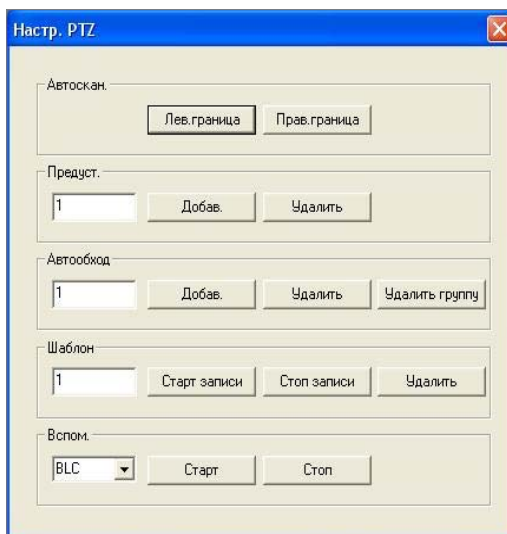 Настр. PTZ
Автоскан.
Лев.граница Прав.граница
Предуст.
1 Добав. Удалить
Автообход
1 Добав. Удалить Удалить группу
Шаблон
1 Старт записи Стоп записи Удалить
Вспом.
BLC Старт Стоп